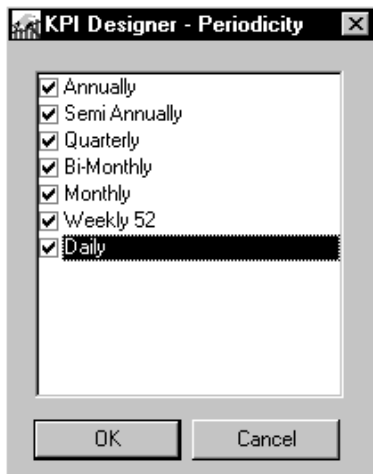 KPI Designer - Periodicity
Annually
Semi Annually
Quarterly
Bi-Monthly
Monthly
Weekly 52
Daily
OK Cancel